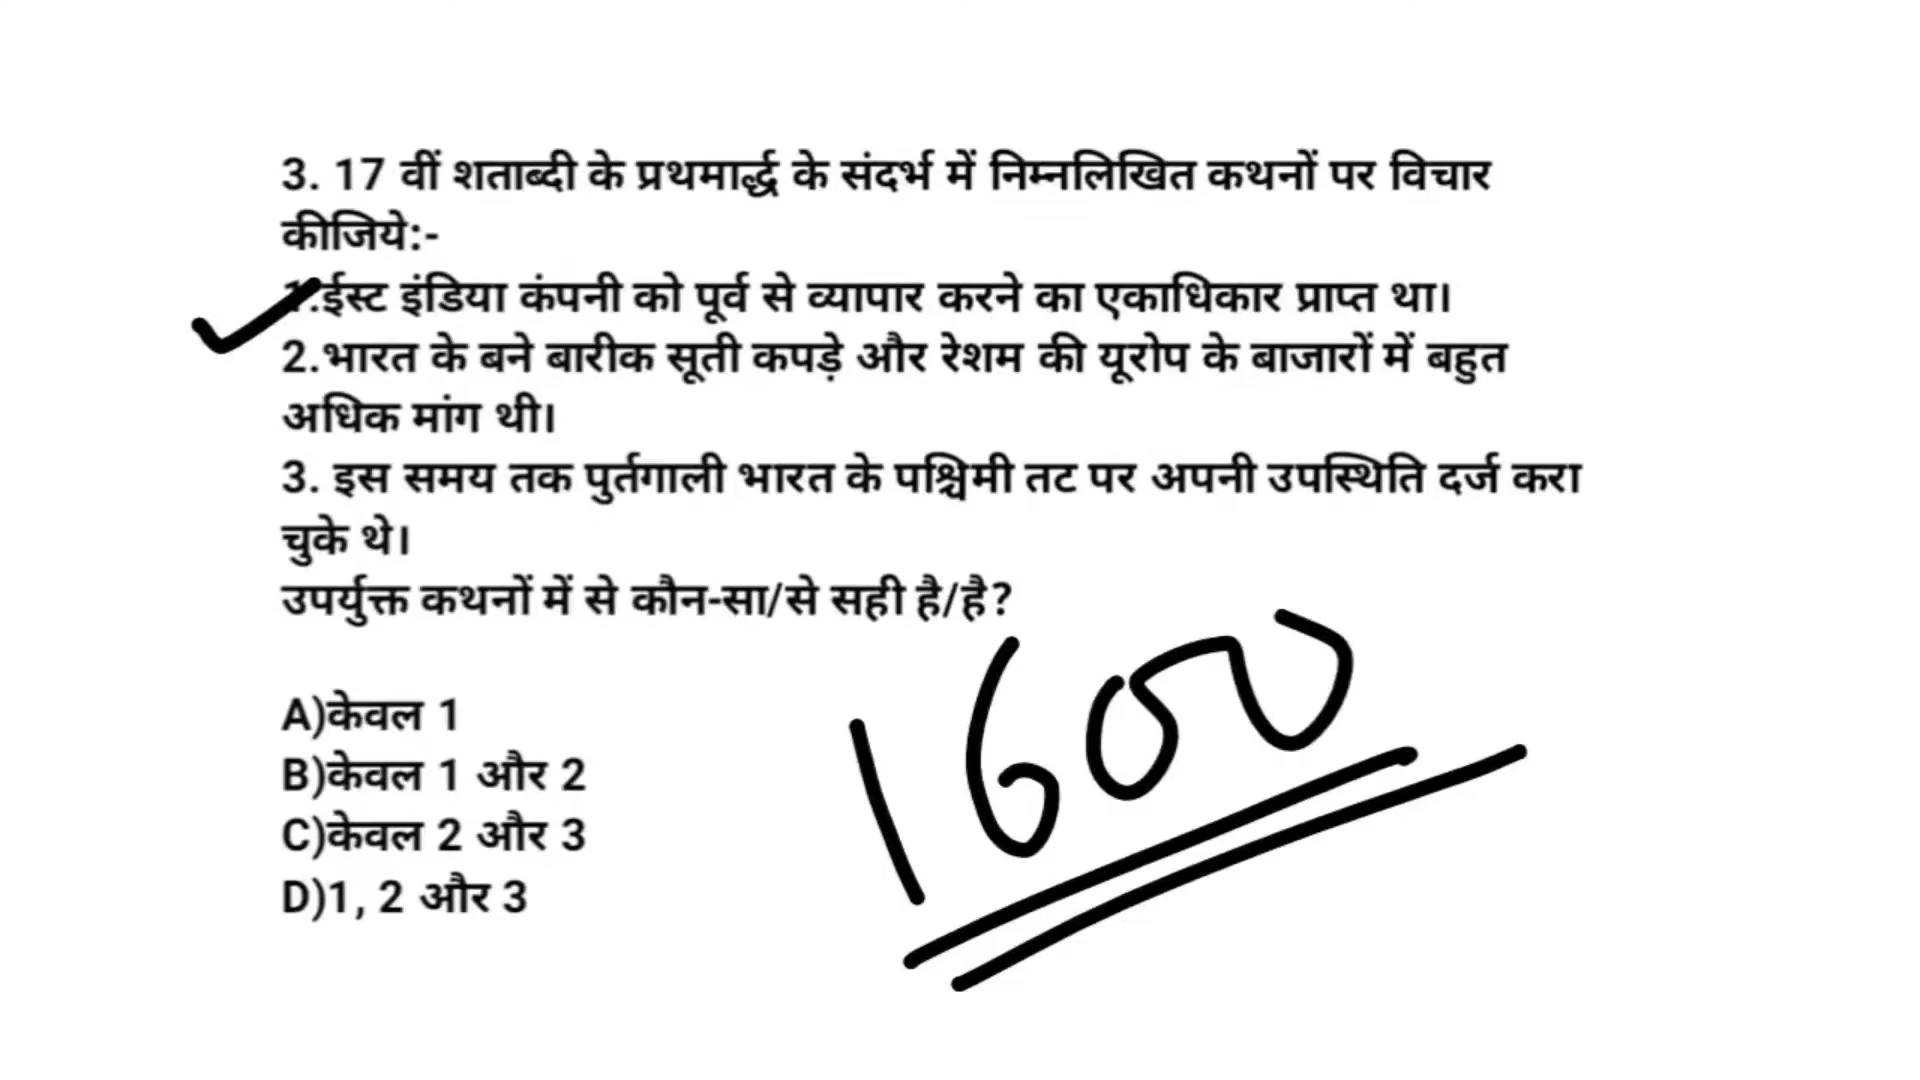 3. 17 वीं शताब्दी के प्रथमार्द्ध के संदर्भ में निम्नलिखित कथनों पर विचार
कीजिये:-
1.ईस्ट इंडिया कंपनी को पूर्व से व्यापार करने का एकाधिकार प्राप्त था।
2.भारत के बने बारीक सूती कपड़े और रेशम की यूरोप के बाजारों में बहुत
अधिक मांग थी।
3. इस समय तक पुर्तगाली भारत के पश्चिमी तट पर अपनी उपस्थिति दर्ज करा
चुके थे।
उपर्युक्त कथनों में से कौन-सा/से सही है/है?
A)केवल 1
B)केवल 1 और 2
C)केवल 2 और 3
D)1, 2 और 3
1600